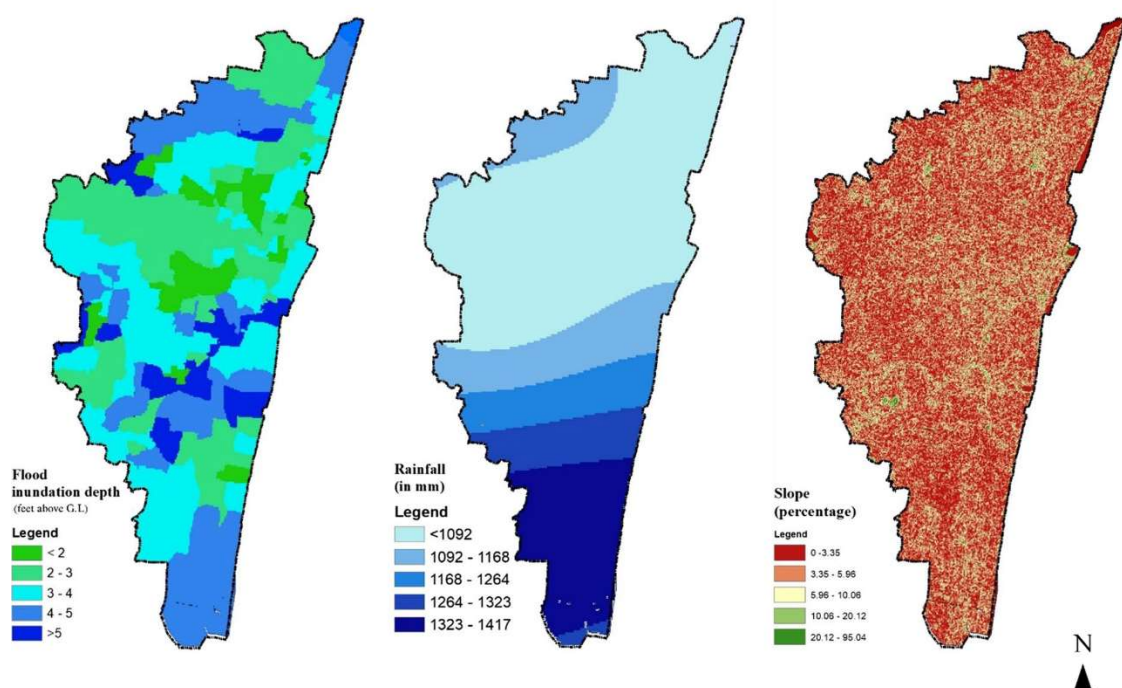 Flood
inundation depth
(feet above G.L)
Legend
< 2
2 - 3
3 - 4
4 - 5
>5
Rainfall
(in mm)
Legend
<1092
1092 - 1168
1168 - 1264
1264 - 1323
1323 - 1417
Slope
(percentage)
Legend
0 -3.35
3.35 - 5.96
5.96 - 10.06
10.06 - 20.12
20.12 - 95.04
N